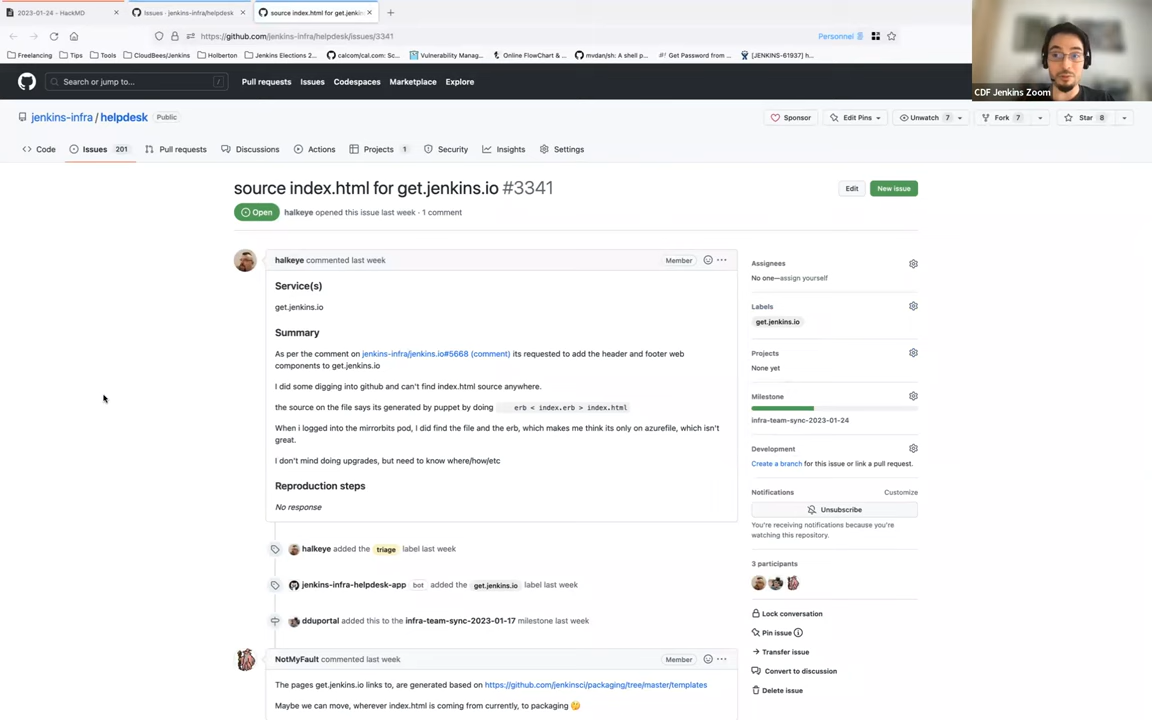 2023-01-24 - HackMD
Issues · jenkins-infra/helpdesk
source index.html for get.jenkin
https://github.com/jenkins-infra/helpdesk/issues/3341
Personnel
Freelancing
Tips
Tools
CloudBees/Jenkins
Holberton
Jenkins Elections 2...
calcom/cal.com: Sc...
Vulnerability Manag...
Online FlowChart & ...
mvdan/sh: A shell p...
Get Password from ...
[JENKINS-61937] h...
CDF Jenkins Zoom
Search or jump to...
/
Pull requests
Issues
Codespaces
Marketplace
Explore
jenkins-infra / helpdesk
Public
Sponsor
Edit Pins
Unwatch 7
Fork 7
Star 8
Code
Issues 201
Pull requests
Discussions
Actions
Projects 1
Security
Insights
Settings
source index.html for get.jenkins.io #3341
Edit
New issue
Open
halkeye opened this issue last week · 1 comment
halkeye commented last week
Member
Service(s)
get.jenkins.io
Summary
As per the comment on jenkins-infra/jenkins.io#5668 (comment) its requested to add the header and footer web
components to get.jenkins.io
I did some digging into github and can't find index.html source anywhere.
the source on the file says its generated by puppet by doing erb < index.erb > index.html
When i logged into the mirrorbits pod, I did find the file and the erb, which makes me think its only on azurefile, which isn't
great.
I don't mind doing upgrades, but need to know where/how/etc
Reproduction steps
No response
halkeye added the triage label last week
jenkins-infra-helpdesk-app bot added the get.jenkins.io label last week
dduportal added this to the infra-team-sync-2023-01-17 milestone last week
NotMyFault commented last week
Member
The pages get.jenkins.io links to, are generated based on https://github.com/jenkinsci/packaging/tree/master/templates
Maybe we can move, wherever index.html is coming from currently, to packaging 🤔
Assignees
No one—assign yourself
Labels
get.jenkins.io
Projects
None yet
Milestone
infra-team-sync-2023-01-24
Development
Create a branch for this issue or link a pull request.
Notifications
Customize
Unsubscribe
You're receiving notifications because you're
watching this repository.
3 participants
Lock conversation
Pin issue
Transfer issue
Convert to discussion
Delete issue